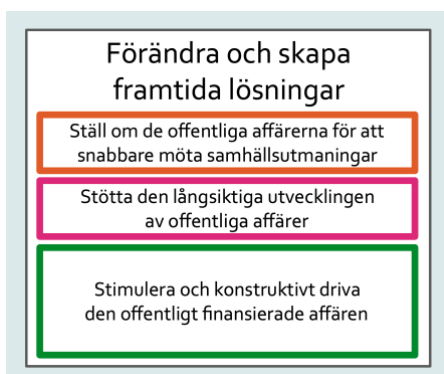 Förändra och skapa
framtida lösningar
Ställ om de offentliga affärerna för att
snabbare möta samhällsutmaningar
Stötta den långsiktiga utvecklingen
av offentliga affärer
Stimulera och konstruktivt driva
den offentligt finansierade affären